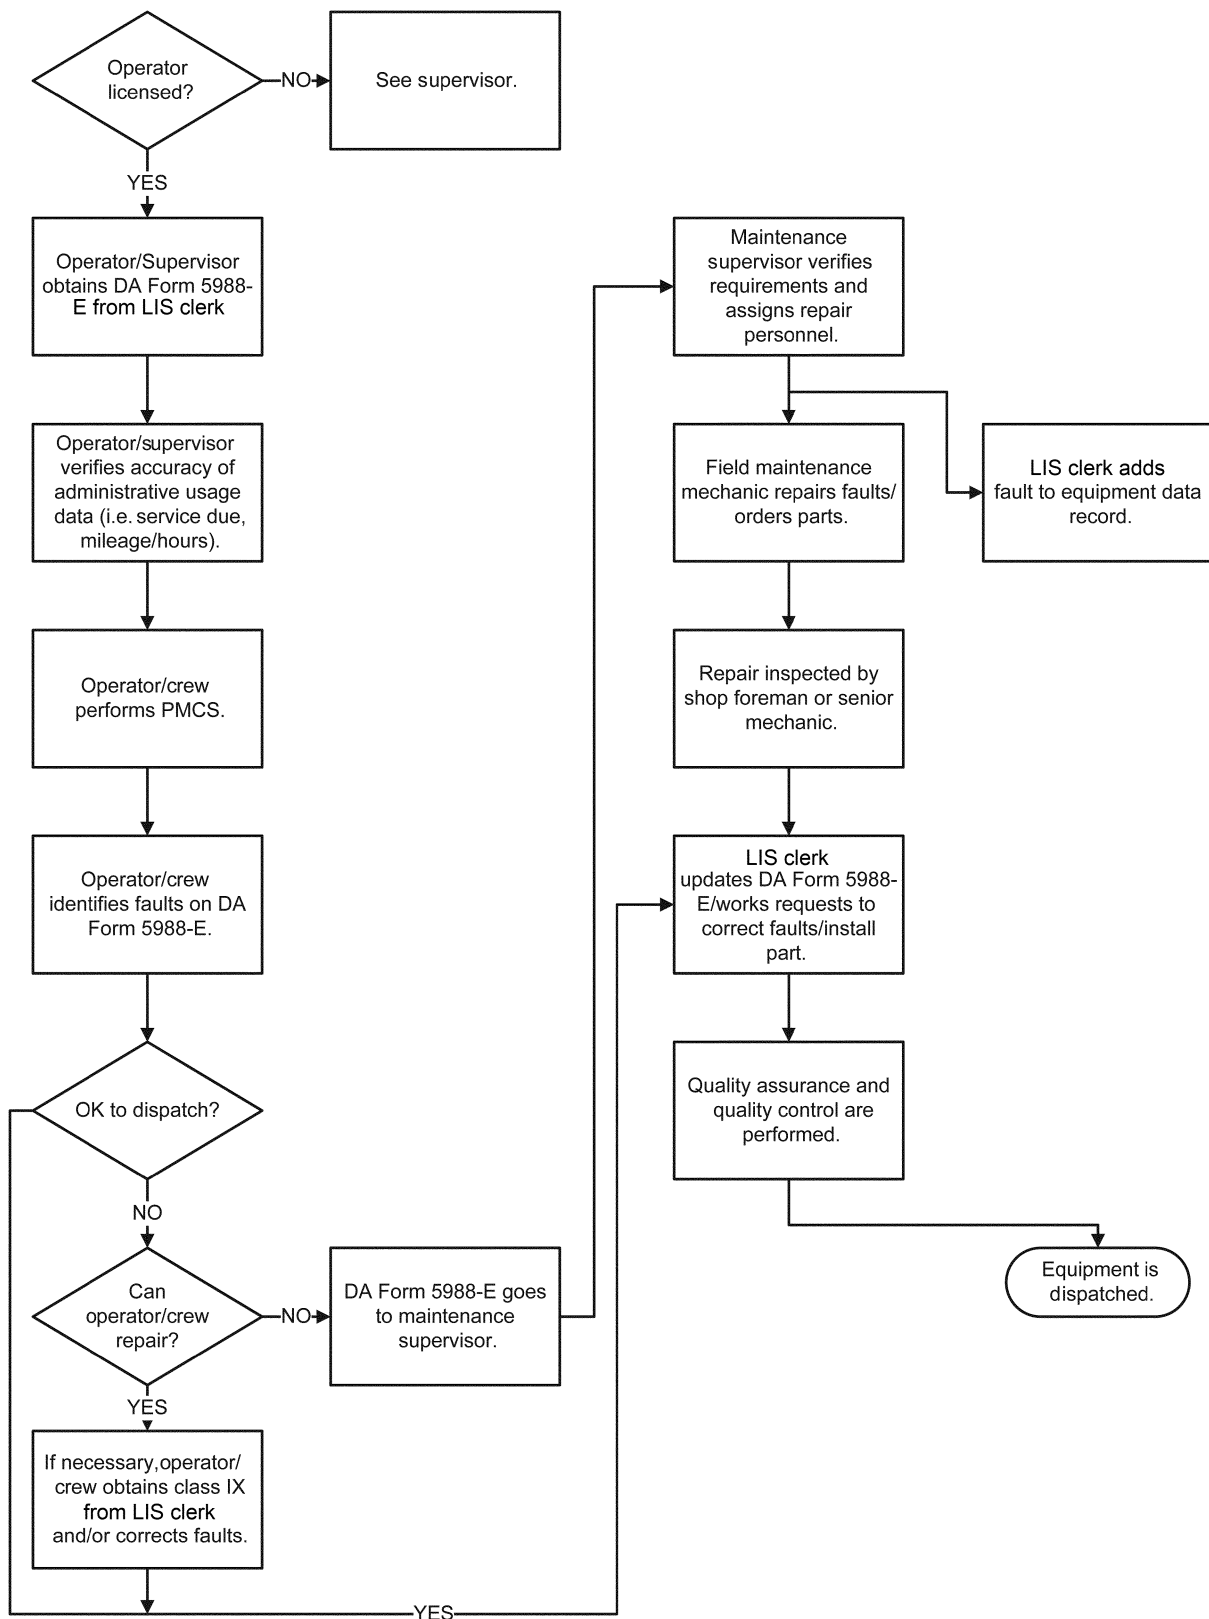 Operator
licensed?
NO
See supervisor.
YES
Operator/Supervisor
obtains DA Form 5988-
E from LIS clerk
Operator/supervisor
verifies accuracy of
administrative usage
data (i.e. service due,
mileage/hours).
Operator/crew
performs PMCS.
Operator/crew
identifies faults on DA
Form 5988-E.
OK to dispatch?
NO
Can
operator/crew
repair?
NO
DA Form 5988-E goes
to maintenance
supervisor.
YES
If necessary,operator/
crew obtains class IX
from LIS clerk
and/or corrects faults.
YES
Maintenance
supervisor verifies
requirements and
assigns repair
personnel.
Field maintenance
mechanic repairs faults/
orders parts.
LIS clerk adds
fault to equipment data
record.
Repair inspected by
shop foreman or senior
mechanic.
LIS clerk
updates DA Form 5988-
E/works requests to
correct faults/install
part.
Quality assurance and
quality control are
performed.
Equipment is
dispatched.